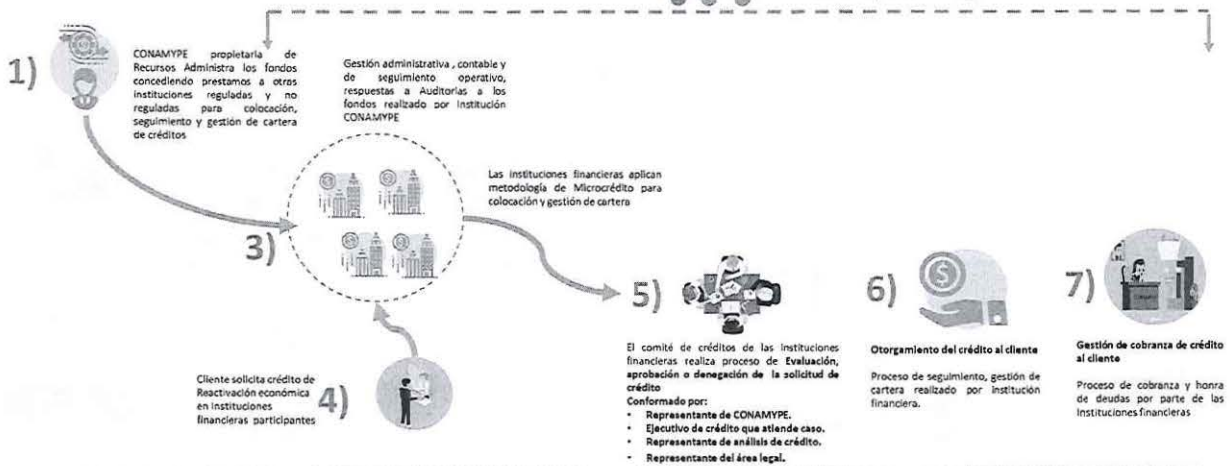 1)
CONAMYPE propietaria de
Recursos Administra los fondos
concediendo prestamos a otras
instituciones reguladas y no
reguladas para colocación,
seguimiento y gestión de cartera
de créditos
Gestión administrativa , contable y
de seguimiento operativo,
respuestas a Auditorias a los
fondos realizado por Institución
CONAMYPE
3)
Las instituciones financieras aplican
metodología de Microcrédito para
colocación y gestión de cartera
Cliente solicita crédito de
Reactivación económica
en Instituciones
financieras participantes
4)
5)
El comité de créditos de las Instituciones
financieras realiza proceso de Evaluación,
aprobación o denegación de la solicitud de
crédito
Conformado por:
• Representante de CONAMYPE.
• Ejecutivo de crédito que atiende caso.
• Representante de análisis de crédito.
• Representante del área legal.
6)
Otorgamiento del crédito al cliente
Proceso de seguimiento, gestión de
cartera realizado por institución
financiera.
7)
Gestión de cobranza de crédito
al cliente
Proceso de cobranza y honra
de deudas por parte de las
Instituciones financieras